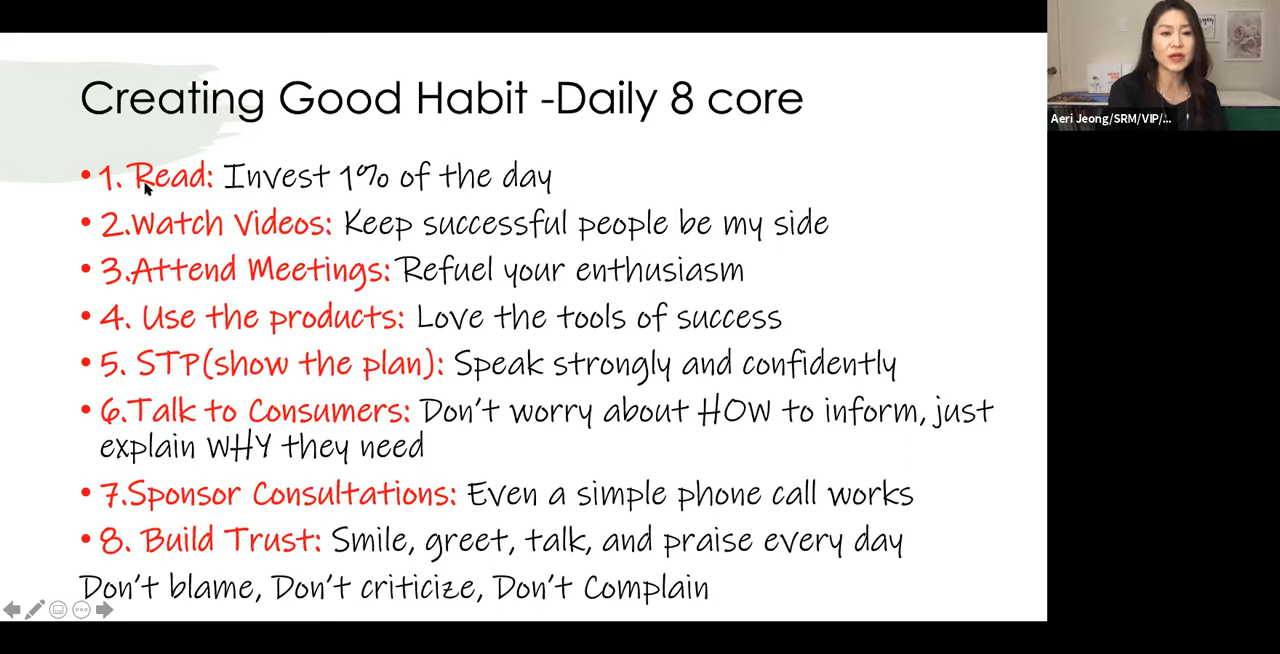 Creating Good Habit -Daily 8 core
• 1. Read: Invest 1% of the day
• 2.Watch Videos: Keep successful people be my side
• 3.Attend Meetings: Refuel your enthusiasm
• 4. Use the products: Love the tools of success
• 5. STP(show the plan): Speak strongly and confidently
• 6.Talk to Consumers: Don't worry about HOW to inform, just
explain WHY they need
• 7.Sponsor Consultations: Even a simple phone call works
• 8. Build Trust: Smile, greet, talk, and praise every day
Don't blame, Don't criticize, Don't Complain
Aeri Jeong/SRM/VIP/...